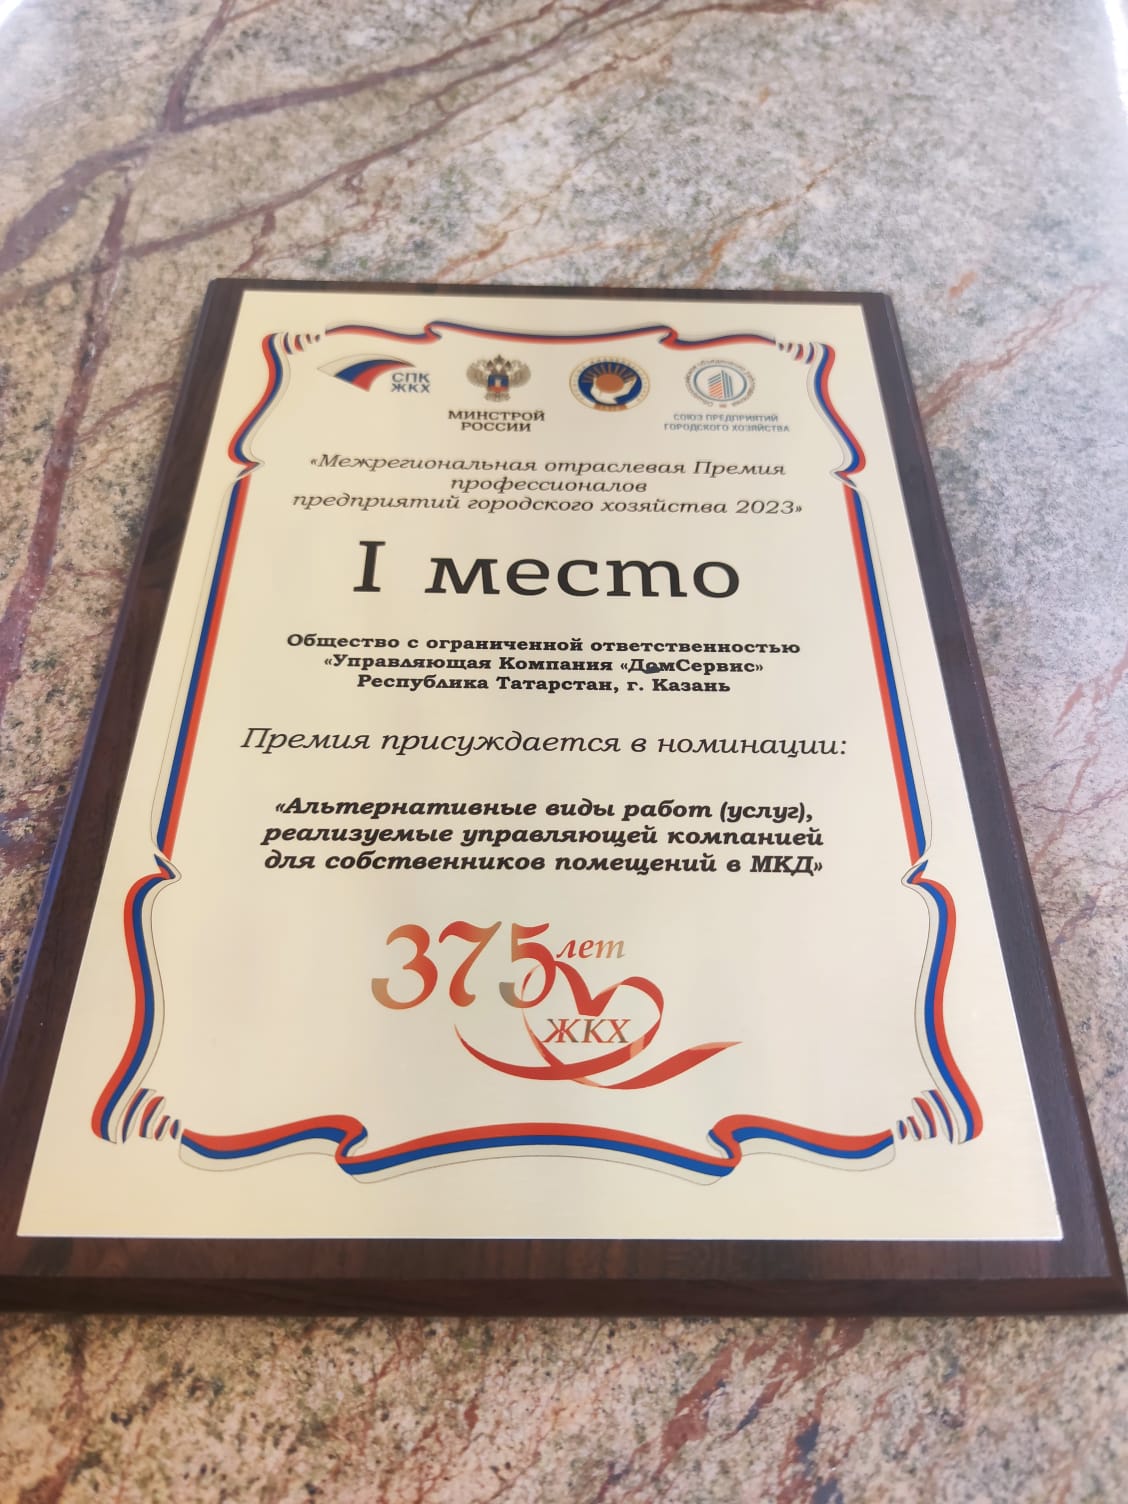 СПК
ЖКХ
МИНСТРОЙ
РОССИИ
СОЮЗ ПРЕДПРИЯТИЙ
ГОРОДСКОГО ХОЗЯЙСТВА
«Межрегиональная отраслевая Премия
профессионалов
предприятий городского хозяйства 2023»
I место
Общество с ограниченной ответственностью
«Управляющая Компания «ДомСервис»
Республика Татарстан, г. Казань
Премия присуждается в номинации:
«Альтернативные виды работ (услуг),
реализуемые управляющей компанией
для собственников помещений в МКД»
375 лет
ЖКХ